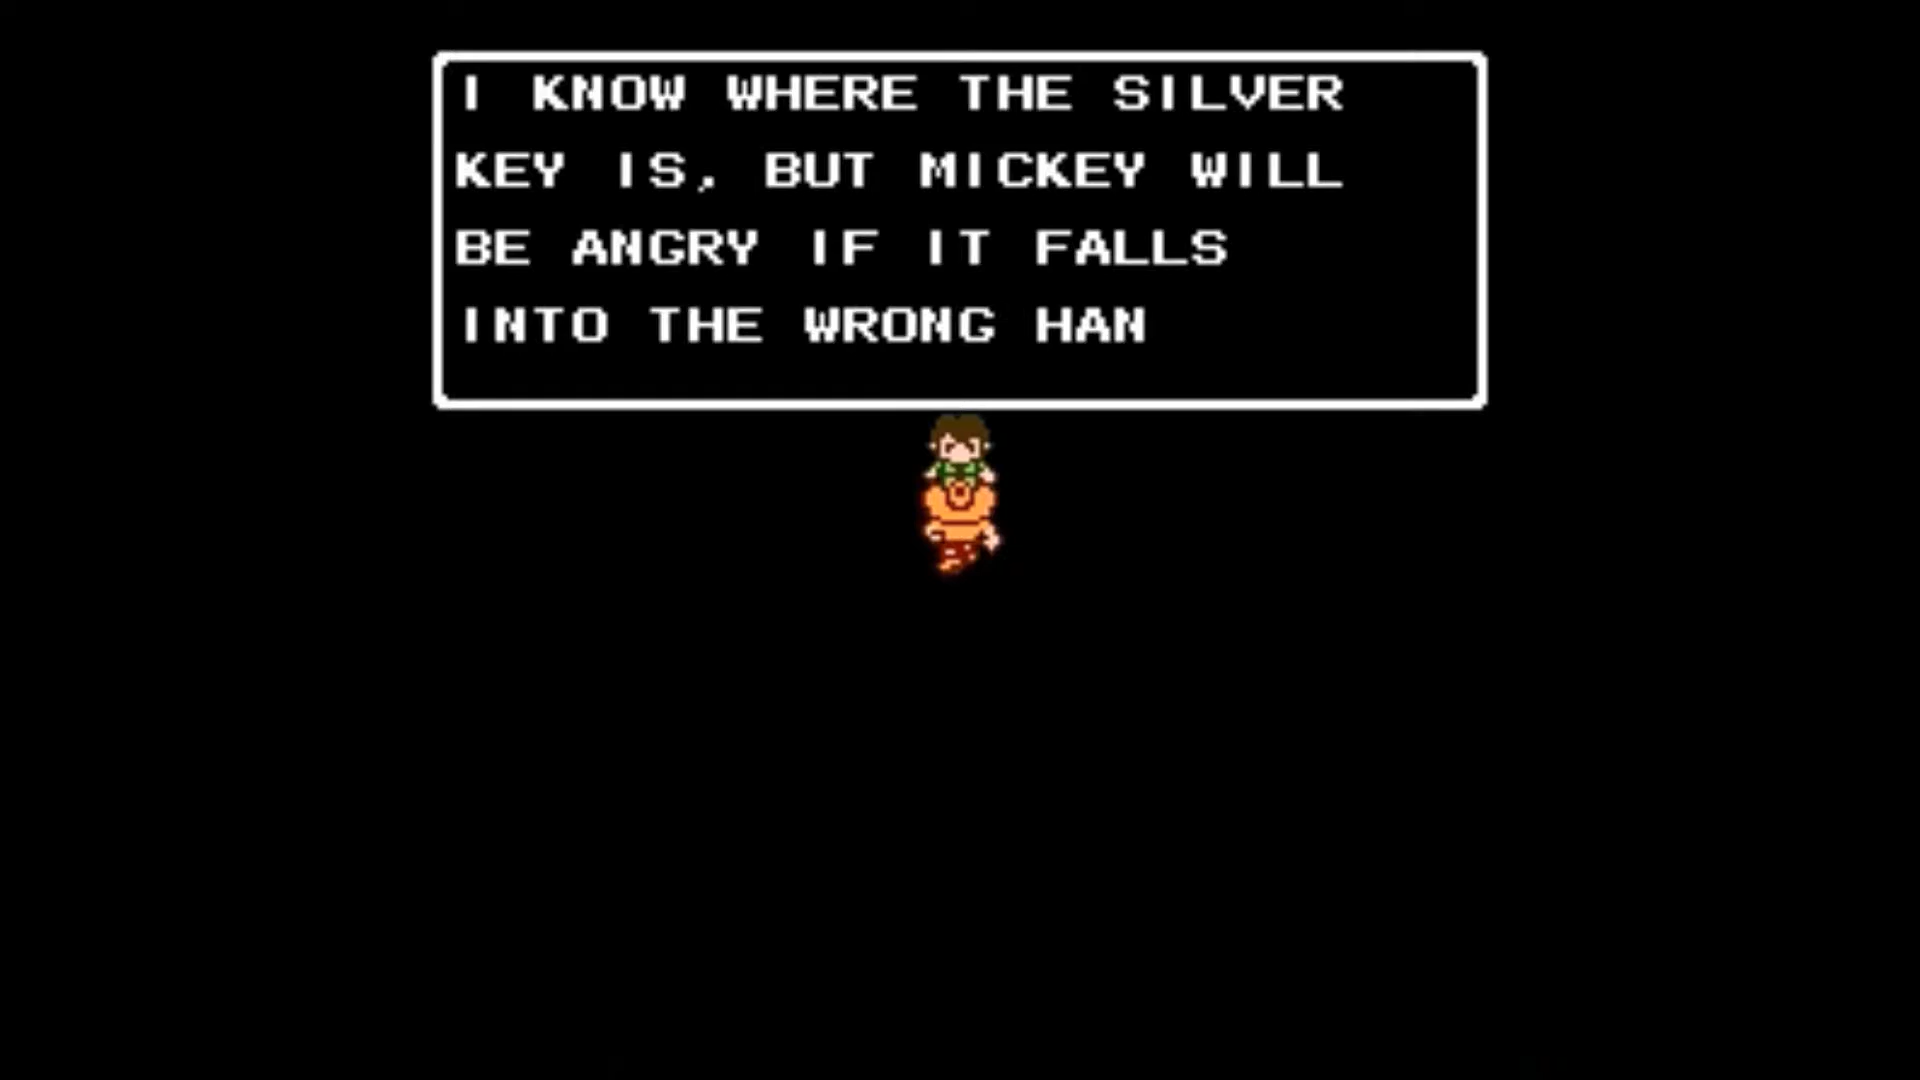 I KNOW WHERE THE SILVER
KEY IS, BUT MICKEY WILL
BE ANGRY IF IT FALLS
INTO THE WRONG HAN